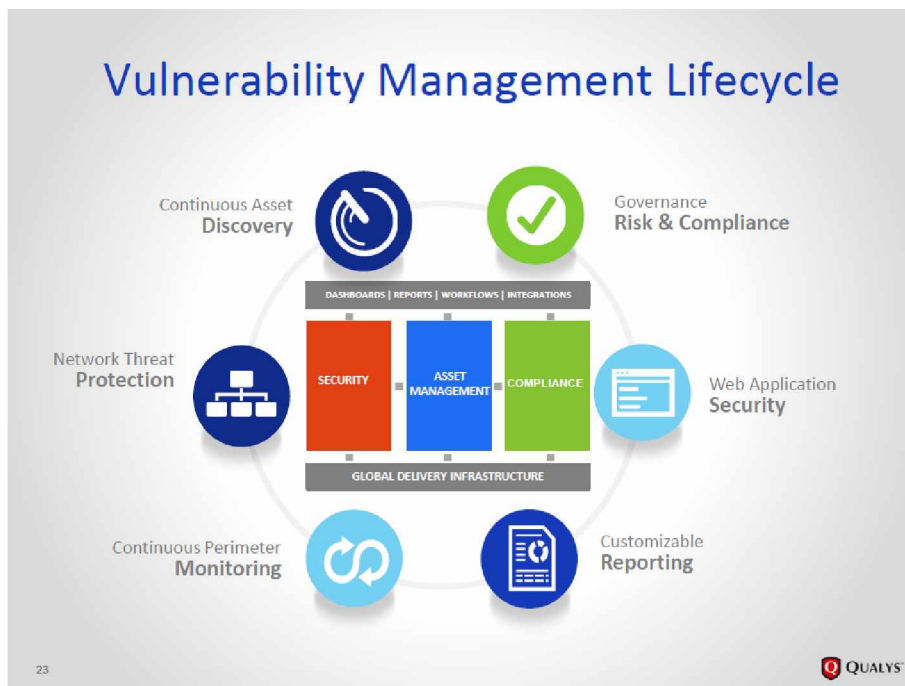 Vulnerability Management Lifecycle
Continuous Asset
Discovery
Governance
Risk & Compliance
DASHBOARDS | REPORTS | WORKFLOWS | INTEGRATIONS
Network Threat
Protection
SECURITY
ASSET
MANAGEMENT
COMPLIANCE
Web Application
Security
GLOBAL DELIVERY INFRASTRUCTURE
Continuous Perimeter
Monitoring
Customizable
Reporting
23
QUALYS